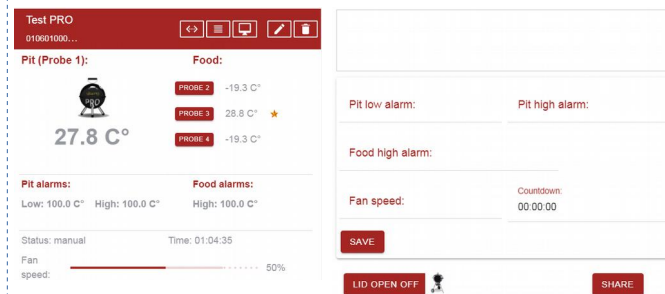 Test PRO
010601000...
Pit (Probe 1):
Food:
PRO
27.8 C°
PROBE 2 -19.3 C°
PROBE 3 28.8 C°
PROBE 4 -19.3 C°
Pit alarms:
Food alarms:
Low: 100.0 C° High: 100.0 C°
High: 100.0 C°
Status: manual
Time: 01:04:35
Fan
speed:
50%
Pit low alarm:
Pit high alarm:
Food high alarm:
Fan speed:
Countdown:
00:00:00
SAVE
LID OPEN OFF
SHARE